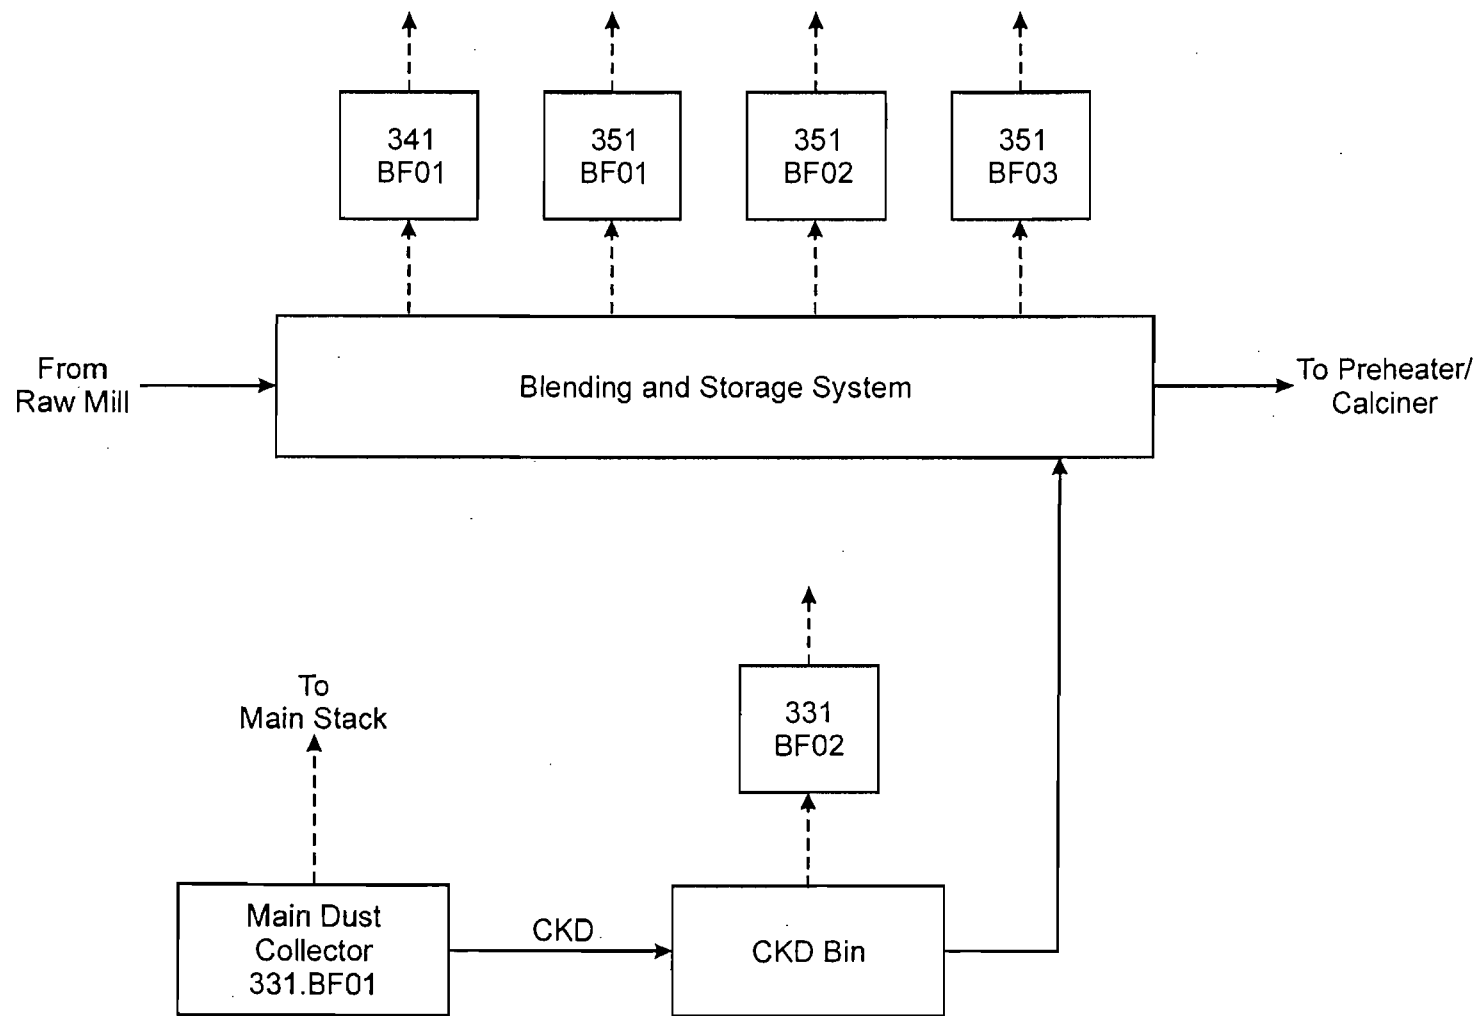 341
BF01
351
BF01
351
BF02
351
BF03
From
Raw Mill
Blending and Storage System
To Preheater/
Calciner
To
Main Stack
331
BF02
Main Dust
Collector
331.BF01
CKD
CKD Bin